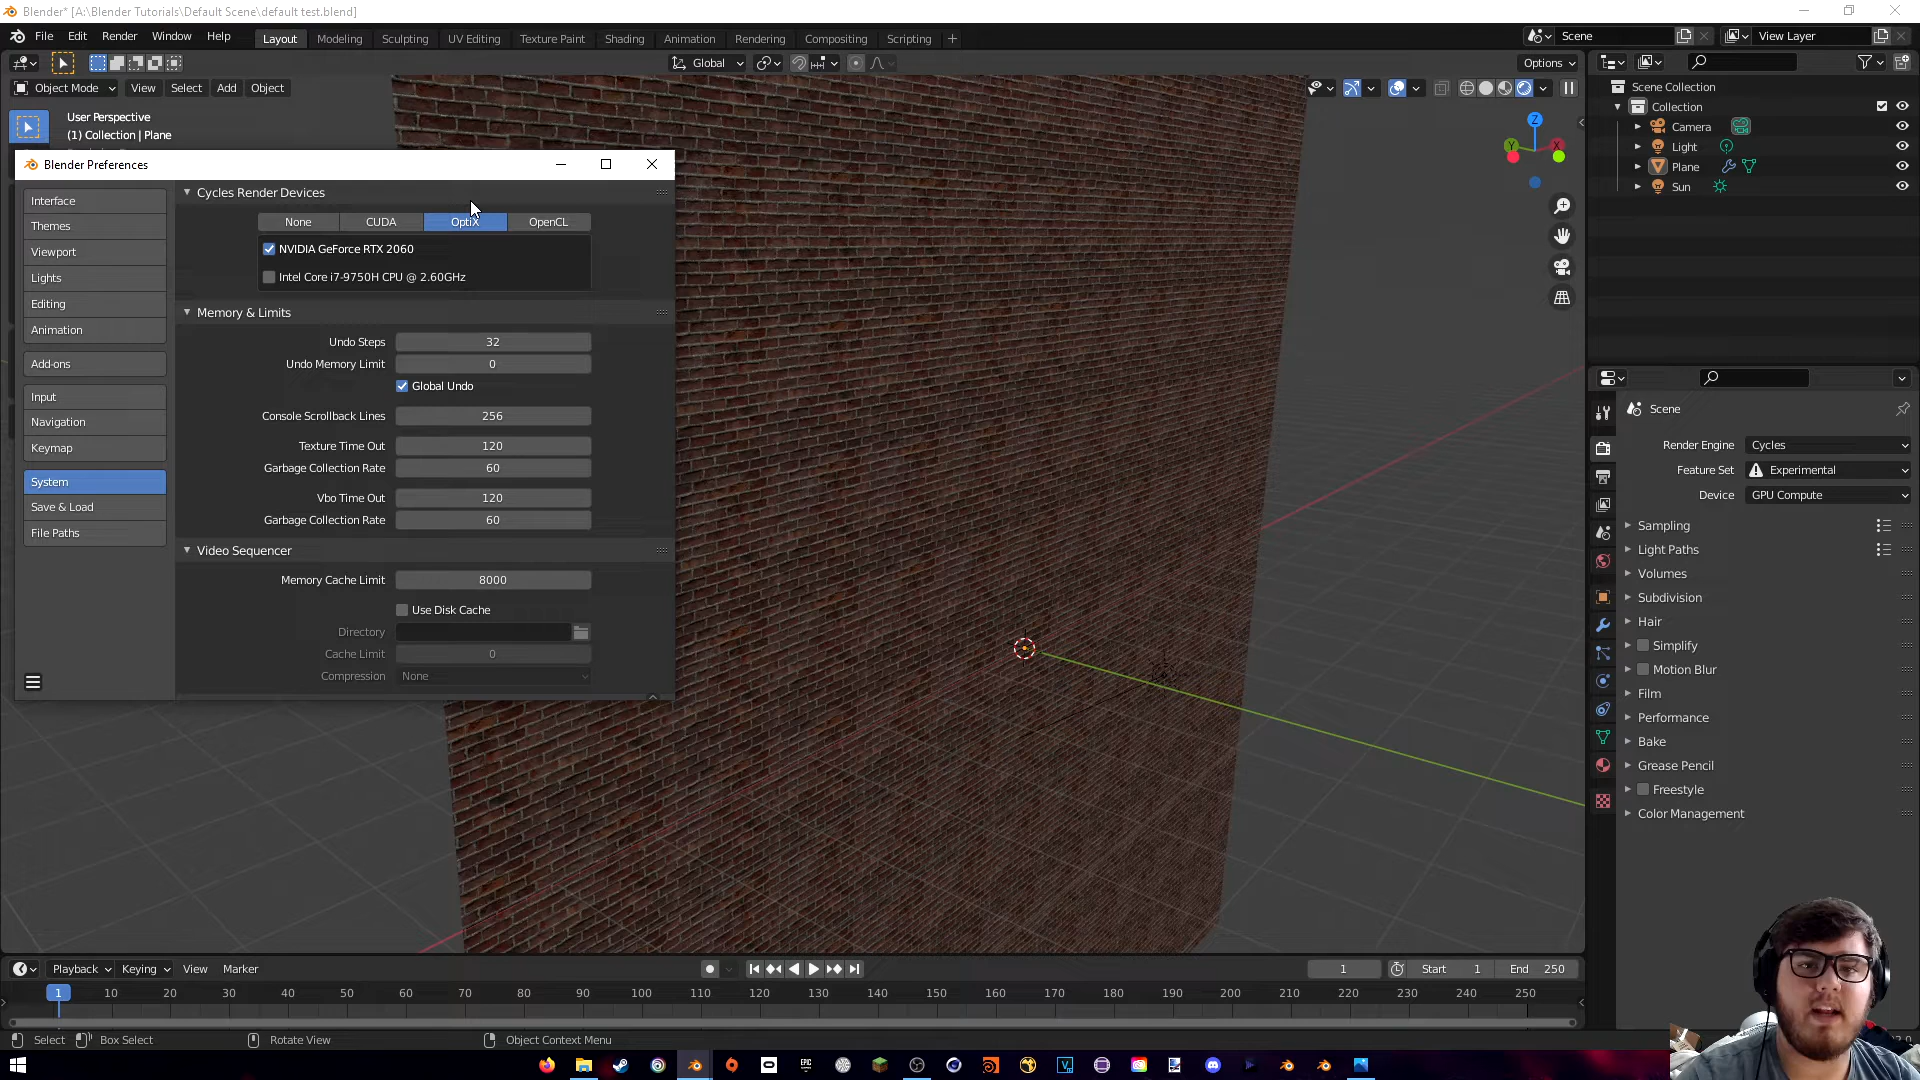 Blender* [A:\Blender Tutorials\Default Scene\default test.blend]
File Edit Render Window Help
Layout Modeling Sculpting UV Editing Texture Paint Shading Animation Rendering Compositing Scripting +
Scene
View Layer
Global
Options
Object Mode View Select Add Object
User Perspective
(1) Collection | Plane
Z
Y
X
Scene Collection
Collection
Camera
Light
Plane
Sun
Blender Preferences
Interface
Themes
Viewport
Lights
Editing
Animation
Add-ons
Input
Navigation
Keymap
System
Save & Load
File Paths
Cycles Render Devices
None CUDA OptiX OpenCL
NVIDIA GeForce RTX 2060
Intel Core i7-9750H CPU @ 2.60GHz
Memory & Limits
Undo Steps 32
Undo Memory Limit 0
Global Undo
Console Scrollback Lines 256
Texture Time Out 120
Garbage Collection Rate 60
Vbo Time Out 120
Garbage Collection Rate 60
Video Sequencer
Memory Cache Limit 8000
Use Disk Cache
Directory
Cache Limit 0
Compression None
Scene
Render Engine Cycles
Feature Set Experimental
Device GPU Compute
Sampling
Light Paths
Volumes
Subdivision
Hair
Simplify
Motion Blur
Film
Performance
Bake
Grease Pencil
Freestyle
Color Management
Playback Keying View Marker
1 Start 1 End 250
1 10 20 30 40 50 60 70 80 90 100 110 120 130 140 150 160 170 180 190 200 210 220 230 240 250
Select Box Select Rotate View Object Context Menu
EPIC